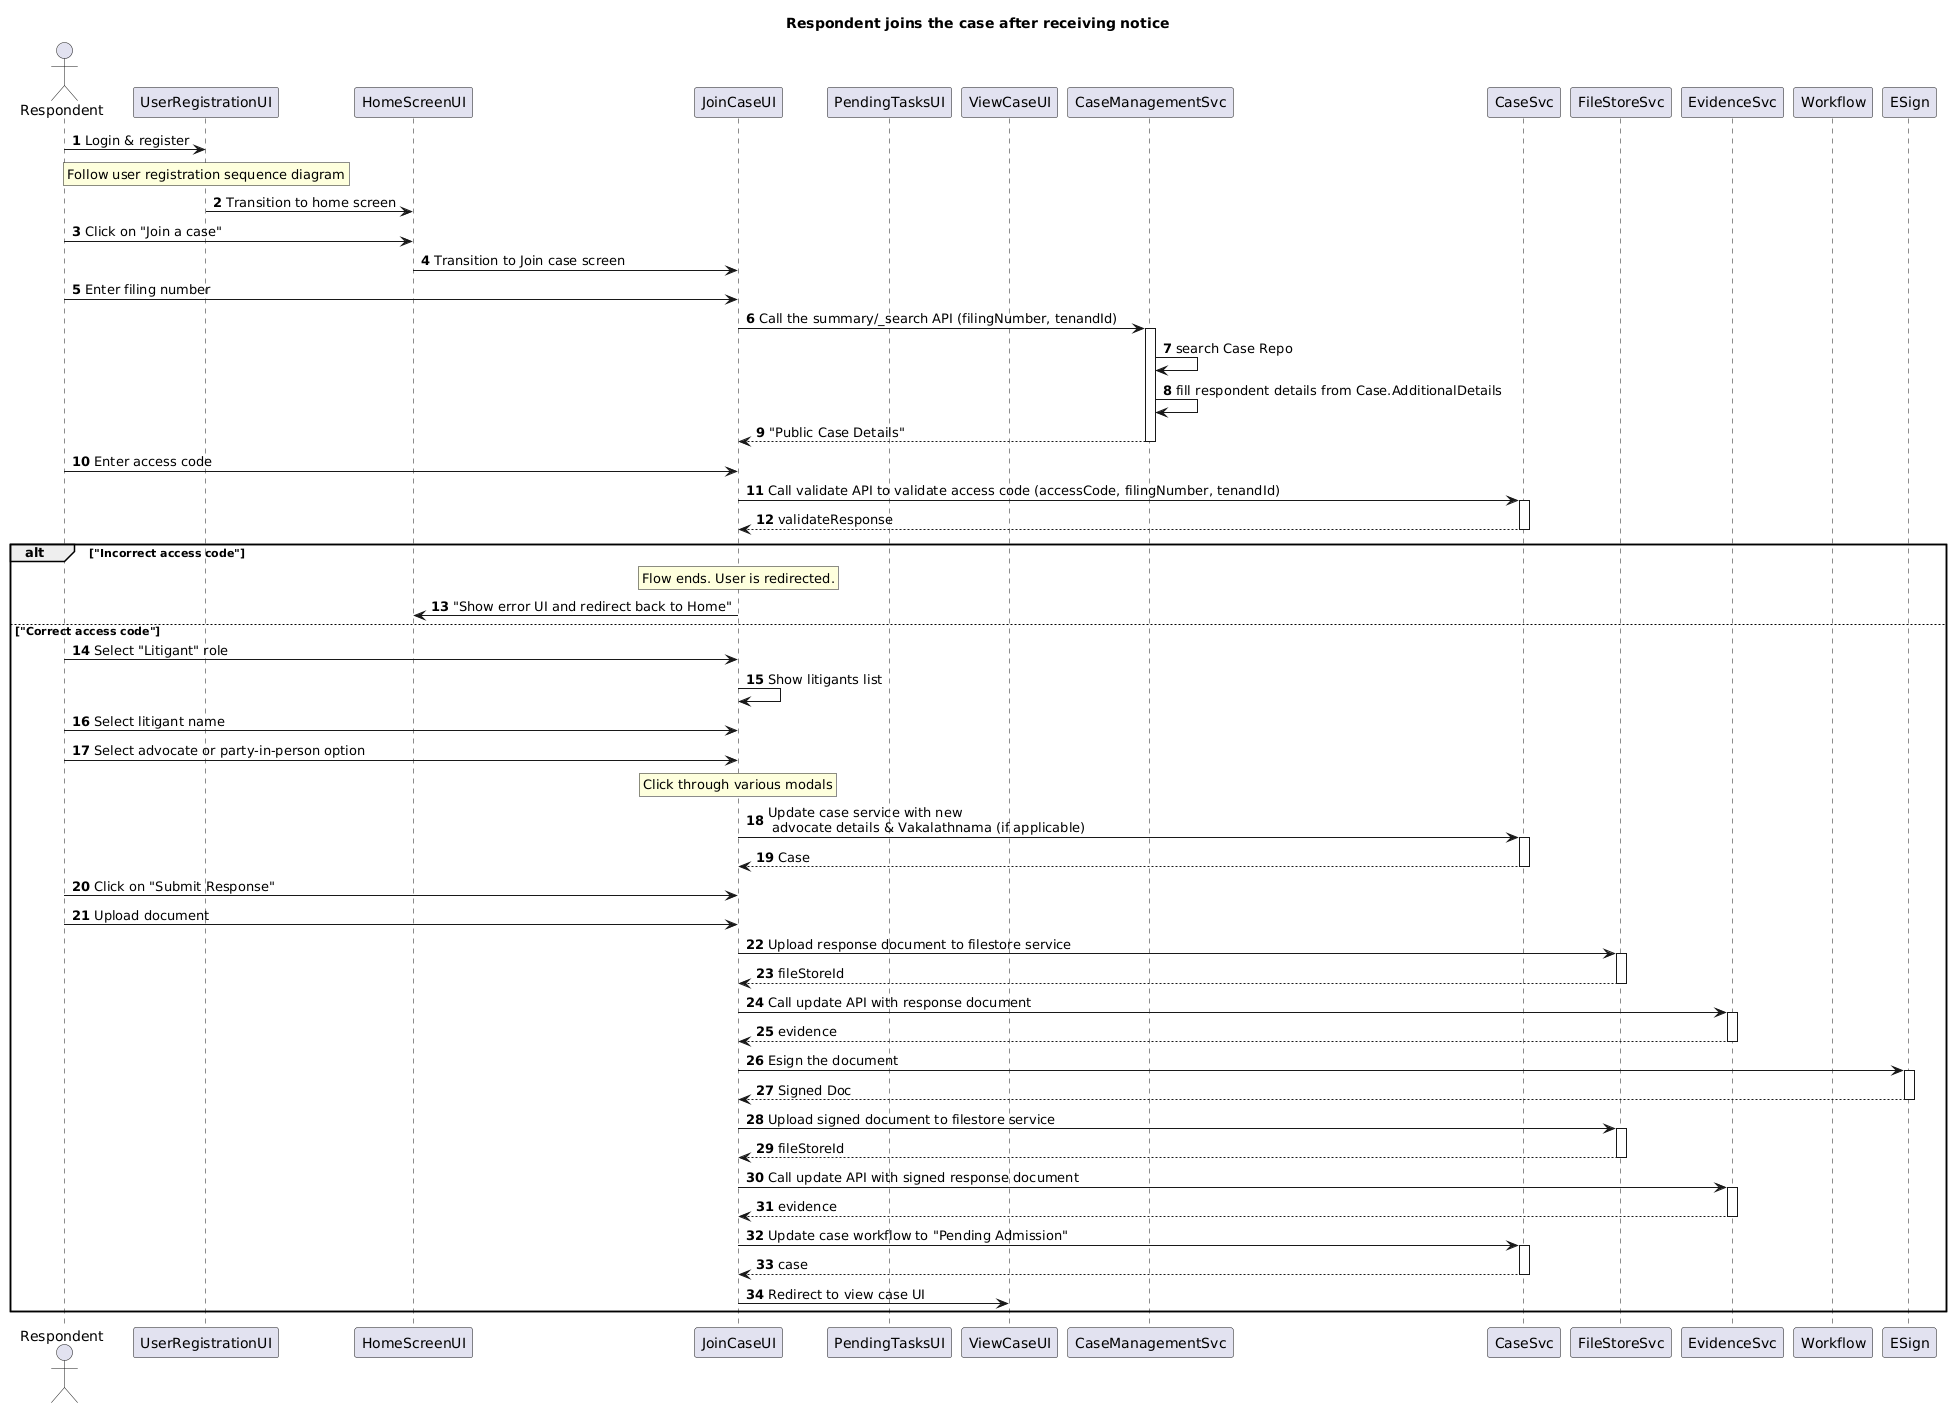 Respondent joins the case after receiving notice
Respondent
UserRegistrationUI
HomeScreenUI
JoinCaseUI
PendingTasksUI
ViewCaseUI
CaseManagementSvc
CaseSvc
FileStoreSvc
EvidenceSvc
Workflow
ESign
1 Login & register
Follow user registration sequence diagram
2 Transition to home screen
3 Click on "Join a case"
4 Transition to Join case screen
5 Enter filing number
6 Call the summary/_search API (filingNumber, tenandId)
7 search Case Repo
8 fill respondent details from Case.AdditionalDetails
9 "Public Case Details"
10 Enter access code
11 Call validate API to validate access code (accessCode, filingNumber, tenandId)
12 validateResponse
alt ["Incorrect access code"]
Flow ends. User is redirected.
13 "Show error UI and redirect back to Home"
["Correct access code"]
14 Select "Litigant" role
15 Show litigants list
16 Select litigant name
17 Select advocate or party-in-person option
Click through various modals
18 Update case service with new
advocate details & Vakalathnama (if applicable)
19 Case
20 Click on "Submit Response"
21 Upload document
22 Upload response document to filestore service
23 fileStoreId
24 Call update API with response document
25 evidence
26 Esign the document
27 Signed Doc
28 Upload signed document to filestore service
29 fileStoreId
30 Call update API with signed response document
31 evidence
32 Update case workflow to "Pending Admission"
33 case
34 Redirect to view case UI
Respondent
UserRegistrationUI
HomeScreenUI
JoinCaseUI
PendingTasksUI
ViewCaseUI
CaseManagementSvc
CaseSvc
FileStoreSvc
EvidenceSvc
Workflow
ESign